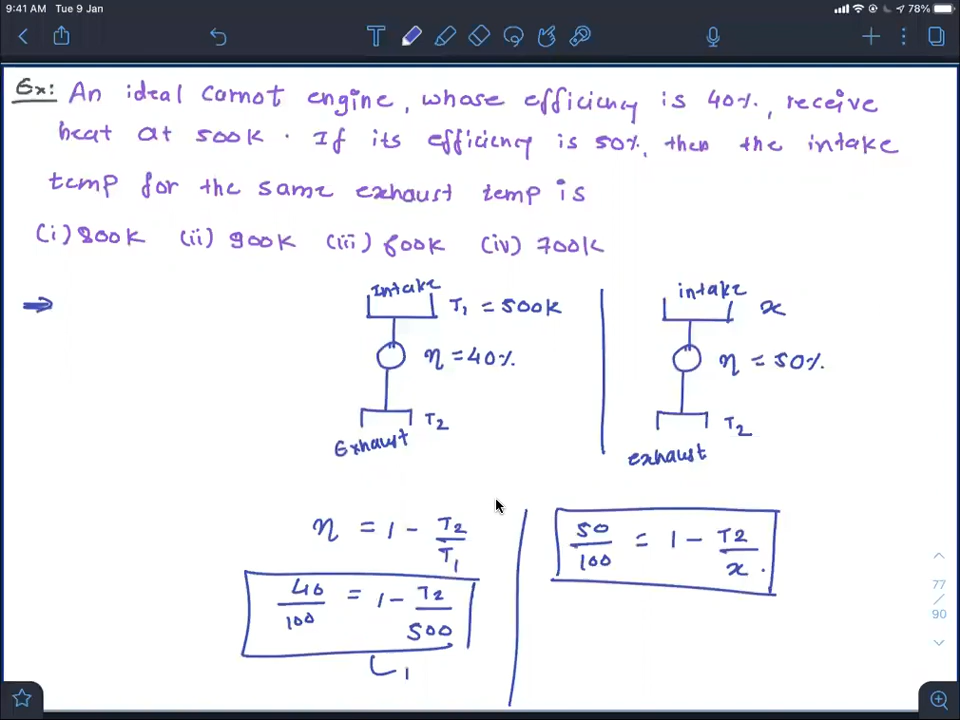 9:41 AM Tue 9 Jan
78%
Ex: An ideal Carnot engine, whose efficiency is 40%, receive
heat at 500K. If its efficiency is 50%, then the intake
temp for the same exhaust temp is
(i) 800K (ii) 900K (iii) 600K (iv) 700K
⇒
Intake
T₁ = 500K
η = 40%
T₂
Exhaust
intake
x
η = 50%.
T₂
exhaust
η = 1 - T₂/T₁
40/100 = 1 - T₂/500
1
50/100 = 1 - T2/x.
77
/
90